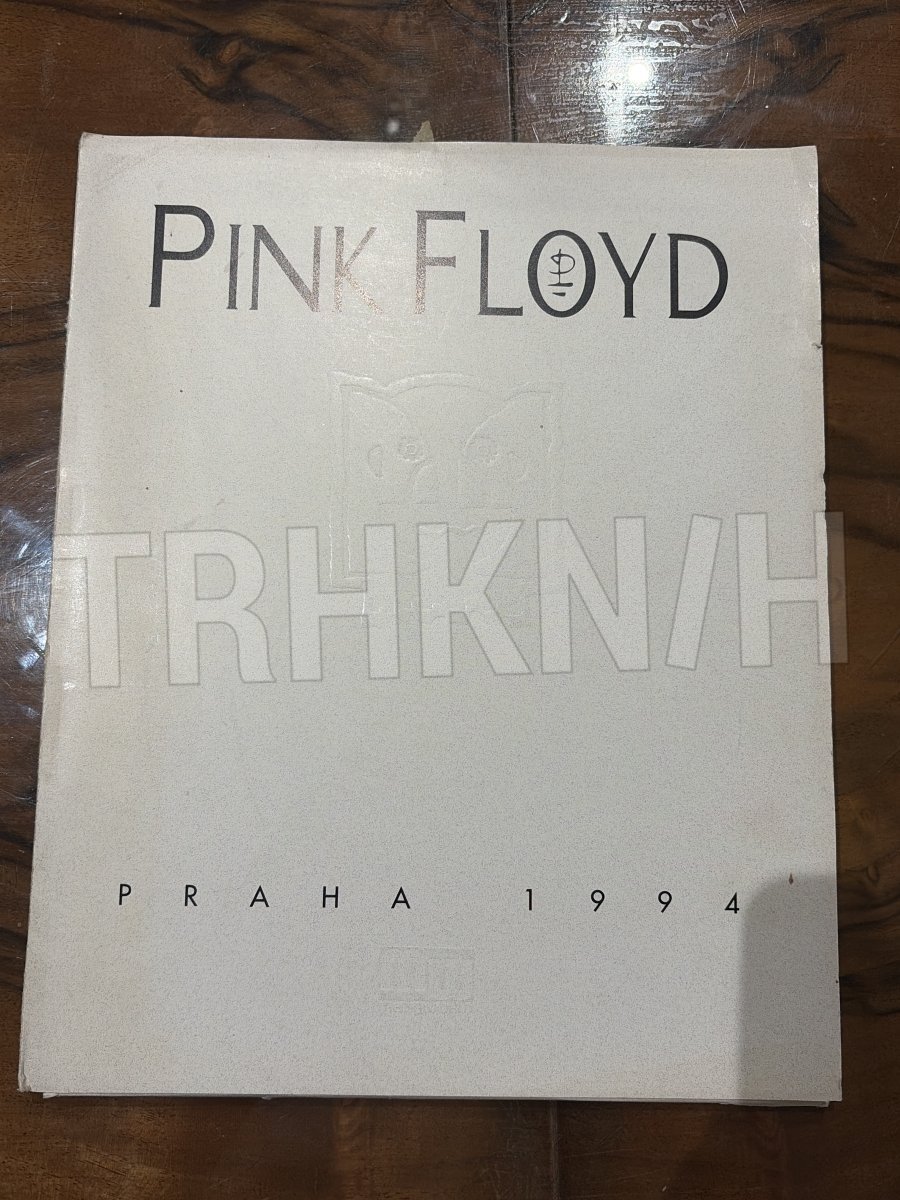 PINK FLOYD
TRHKNIH
PRAHA 1994